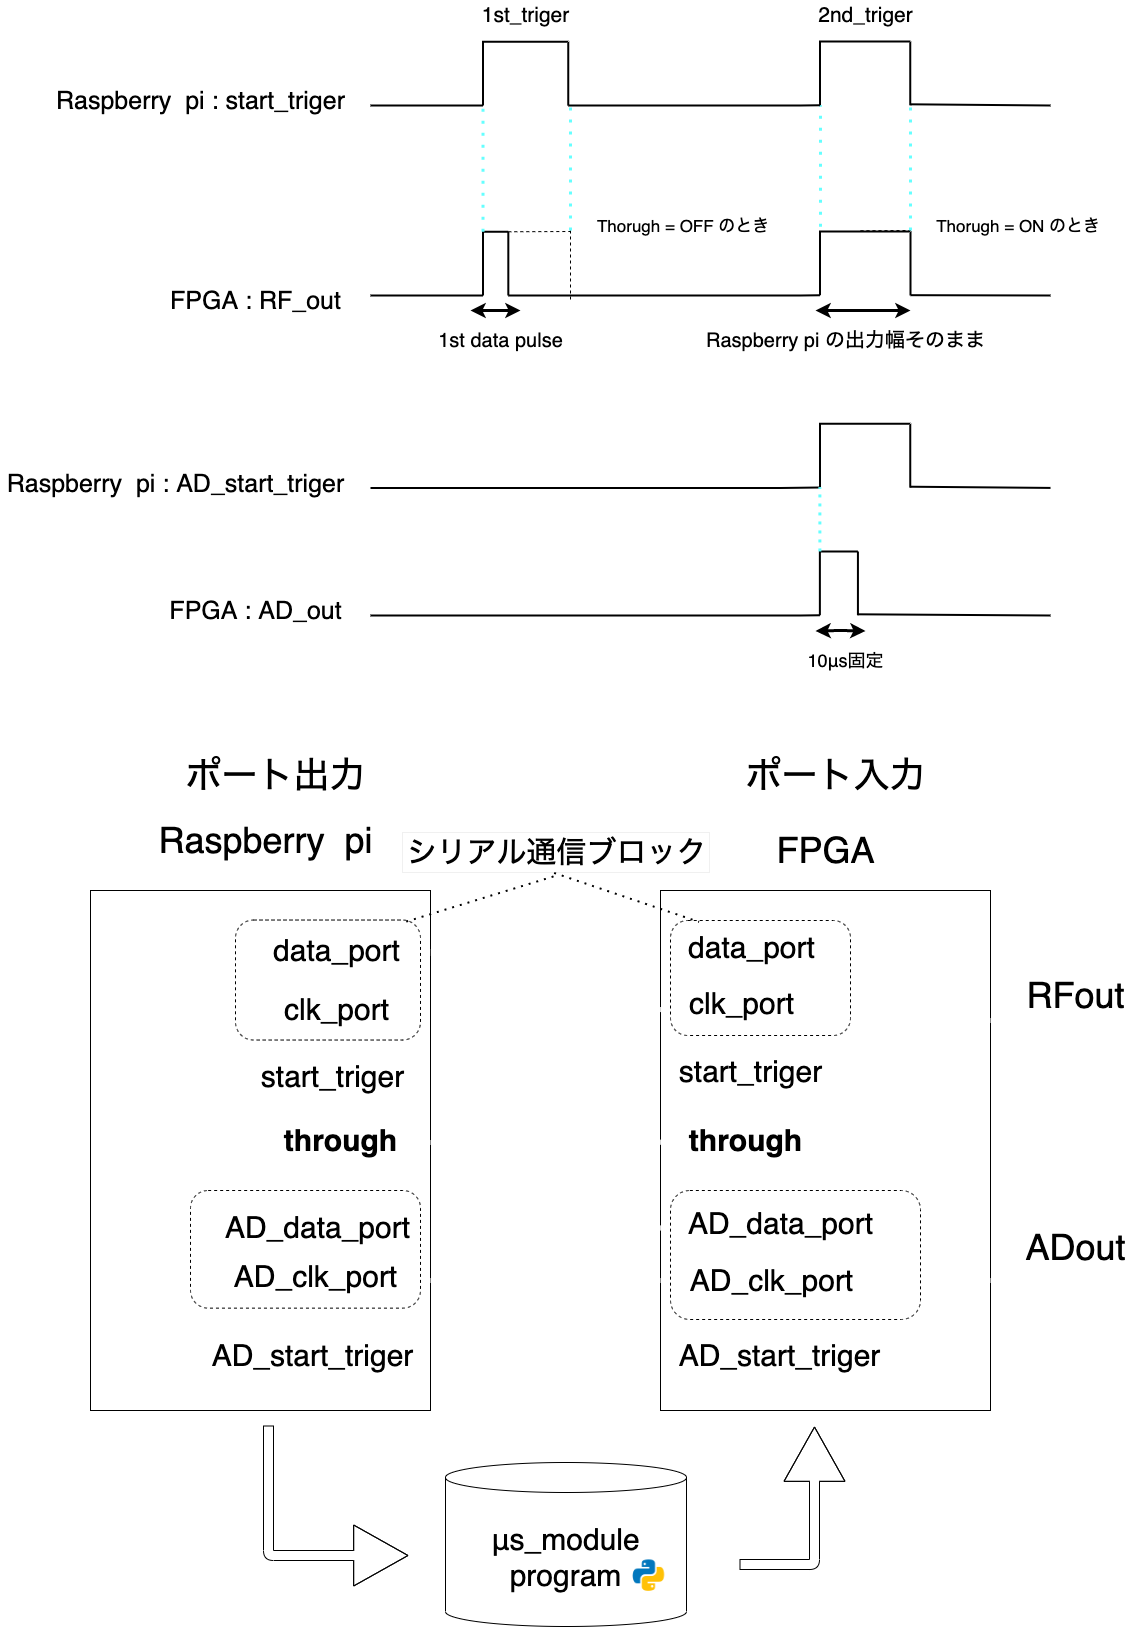 1st_triger
2nd_triger
Raspberry pi : start_triger
Thorugh = OFF のとき
Thorugh = ON のとき
FPGA : RF_out
1st data pulse
Raspberry pi の出力幅そのまま
Raspberry pi : AD_start_triger
FPGA : AD_out
10μs固定
ポート出力
ポート入力
Raspberry pi
シリアル通信ブロック
FPGA
data_port
clk_port
start_triger
through
AD_data_port
AD_clk_port
AD_start_triger
data_port
clk_port
start_triger
through
AD_data_port
AD_clk_port
AD_start_triger
RFout
ADout
μs_module
program